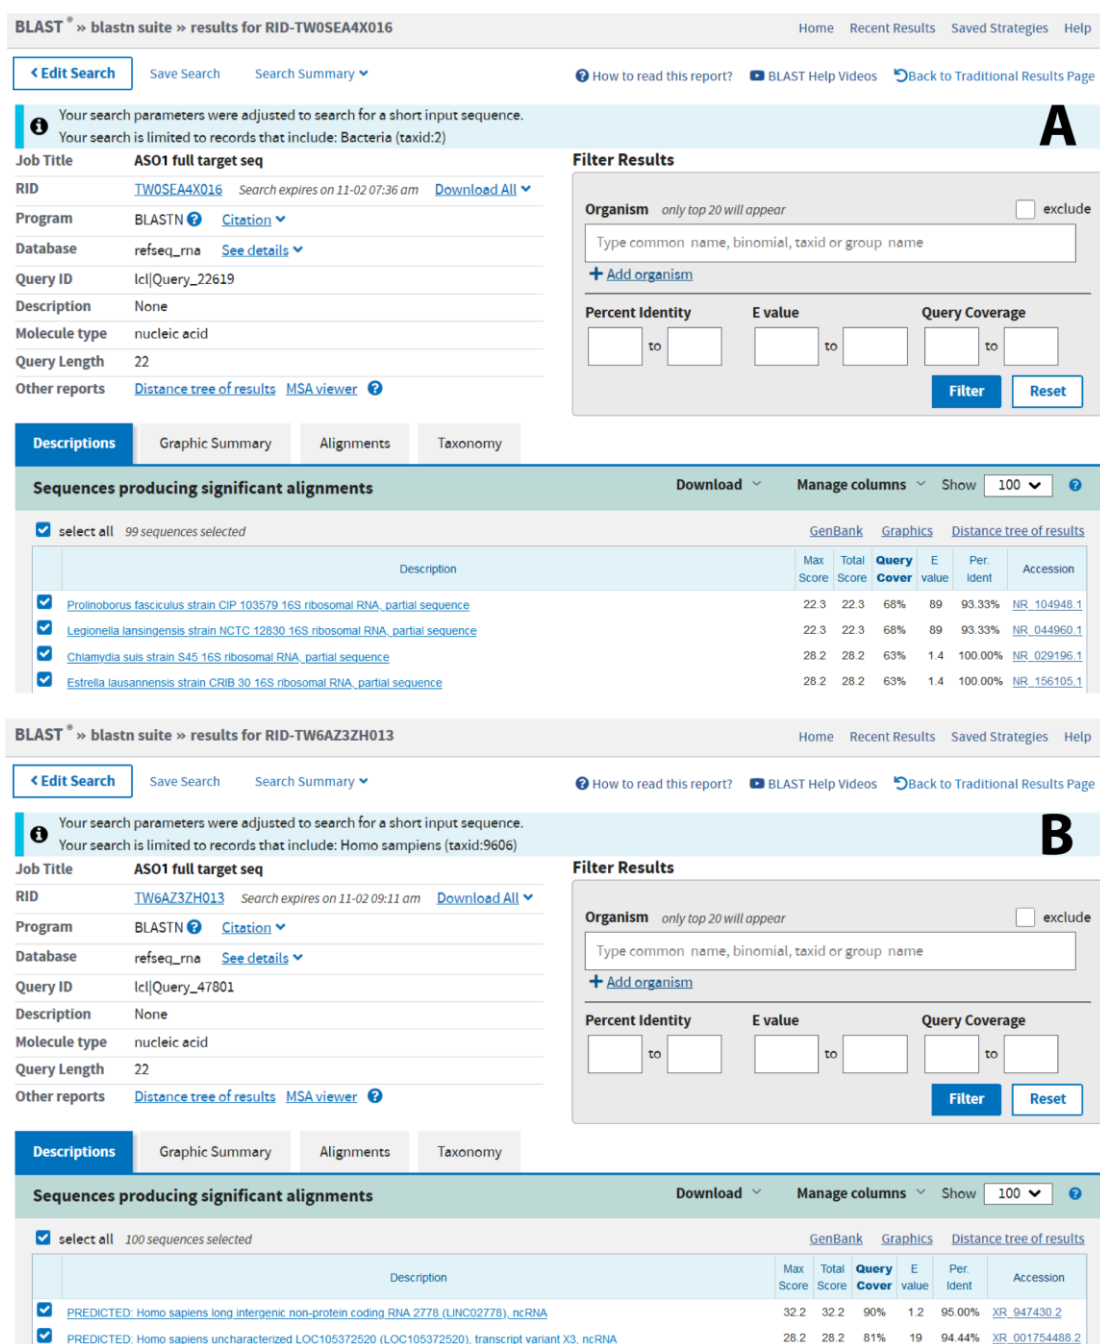 BLAST ® » blastn suite » results for RID-TW0SEA4X016
Home Recent Results Saved Strategies Help
< Edit Search Save Search Search Summary
How to read this report? BLAST Help Videos Back to Traditional Results Page
Your search parameters were adjusted to search for a short input sequence.
Your search is limited to records that include: Bacteria (taxid:2)
A
Job Title ASO1 full target seq
RID TW0SEA4X016 Search expires on 11-02 07:36 am Download All
Program BLASTN Citation
Database refseq_rna See details
Query ID lcl|Query_22619
Description None
Molecule type nucleic acid
Query Length 22
Other reports Distance tree of results MSA viewer
Filter Results
Organism only top 20 will appear exclude
Type common name, binomial, taxid or group name
+ Add organism
Percent Identity E value Query Coverage
to to to
Filter Reset
Descriptions Graphic Summary Alignments Taxonomy
Sequences producing significant alignments Download Manage columns Show 100
select all 99 sequences selected GenBank Graphics Distance tree of results
Description Max Score Total Score Query Cover E value Per. Ident Accession
Prolinoborus fasciculus strain CIP 103579 16S ribosomal RNA, partial sequence 22.3 22.3 68% 89 93.33% NR_104948.1
Legionella lansingensis strain NCTC 12830 16S ribosomal RNA, partial sequence 22.3 22.3 68% 89 93.33% NR_044960.1
Chlamydia suis strain S45 16S ribosomal RNA, partial sequence 28.2 28.2 63% 1.4 100.00% NR_029196.1
Estrella lausannensis strain CRIB 30 16S ribosomal RNA, partial sequence 28.2 28.2 63% 1.4 100.00% NR_156105.1
BLAST ® » blastn suite » results for RID-TW6AZ3ZH013
Home Recent Results Saved Strategies Help
< Edit Search Save Search Search Summary
How to read this report? BLAST Help Videos Back to Traditional Results Page
Your search parameters were adjusted to search for a short input sequence.
Your search is limited to records that include: Homo sampiens (taxid:9606)
B
Job Title ASO1 full target seq
RID TW6AZ3ZH013 Search expires on 11-02 09:11 am Download All
Program BLASTN Citation
Database refseq_rna See details
Query ID lcl|Query_47801
Description None
Molecule type nucleic acid
Query Length 22
Other reports Distance tree of results MSA viewer
Filter Results
Organism only top 20 will appear exclude
Type common name, binomial, taxid or group name
+ Add organism
Percent Identity E value Query Coverage
to to to
Filter Reset
Descriptions Graphic Summary Alignments Taxonomy
Sequences producing significant alignments Download Manage columns Show 100
select all 100 sequences selected GenBank Graphics Distance tree of results
Description Max Score Total Score Query Cover E value Per. Ident Accession
PREDICTED: Homo sapiens long intergenic non-protein coding RNA 2778 (LINC02778), ncRNA 32.2 32.2 90% 1.2 95.00% XR_947430.2
PREDICTED: Homo sapiens uncharacterized LOC105372520 (LOC105372520), transcript variant X3, ncRNA 28.2 28.2 81% 19 94.44% XR_001754488.2